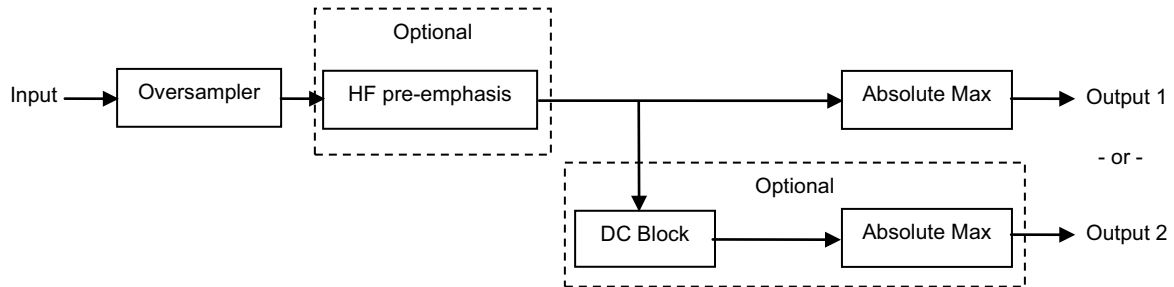 Optional
Input
Oversampler
HF pre-emphasis
Absolute Max
Output 1
- or -
Optional
DC Block
Absolute Max
Output 2